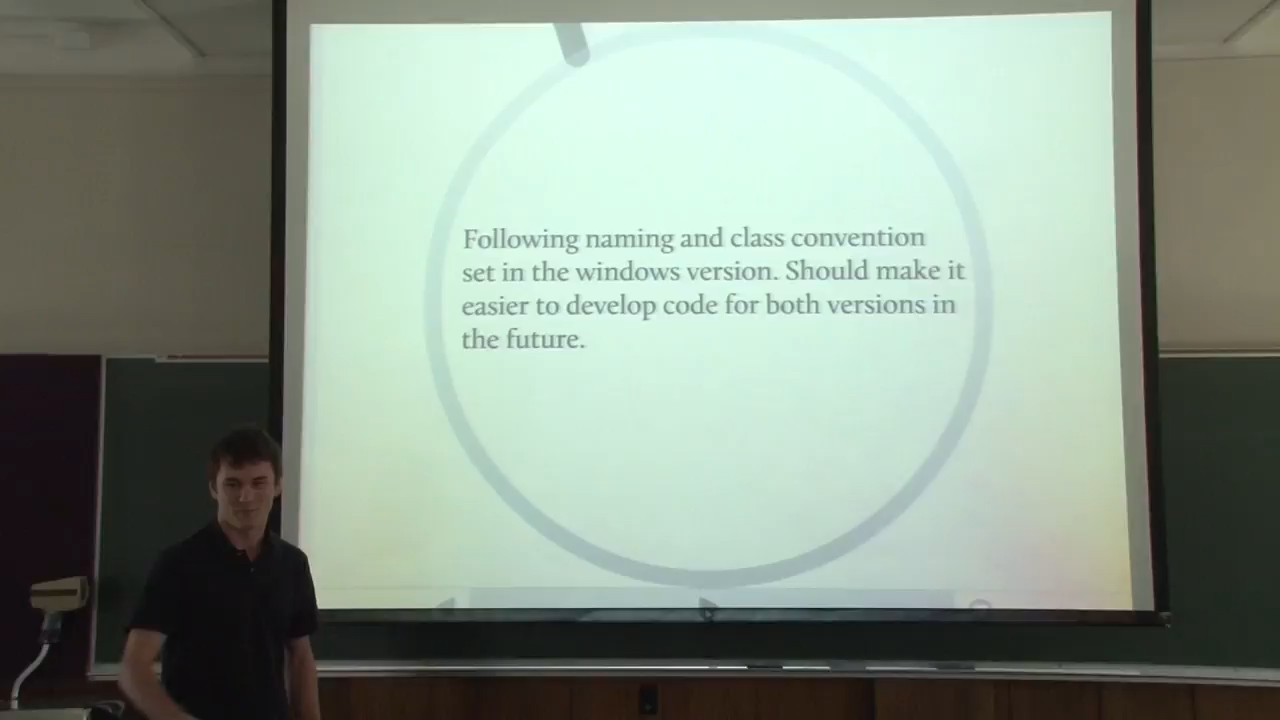 Following naming and class convention
set in the windows version. Should make it
easier to develop code for both versions in
the future.